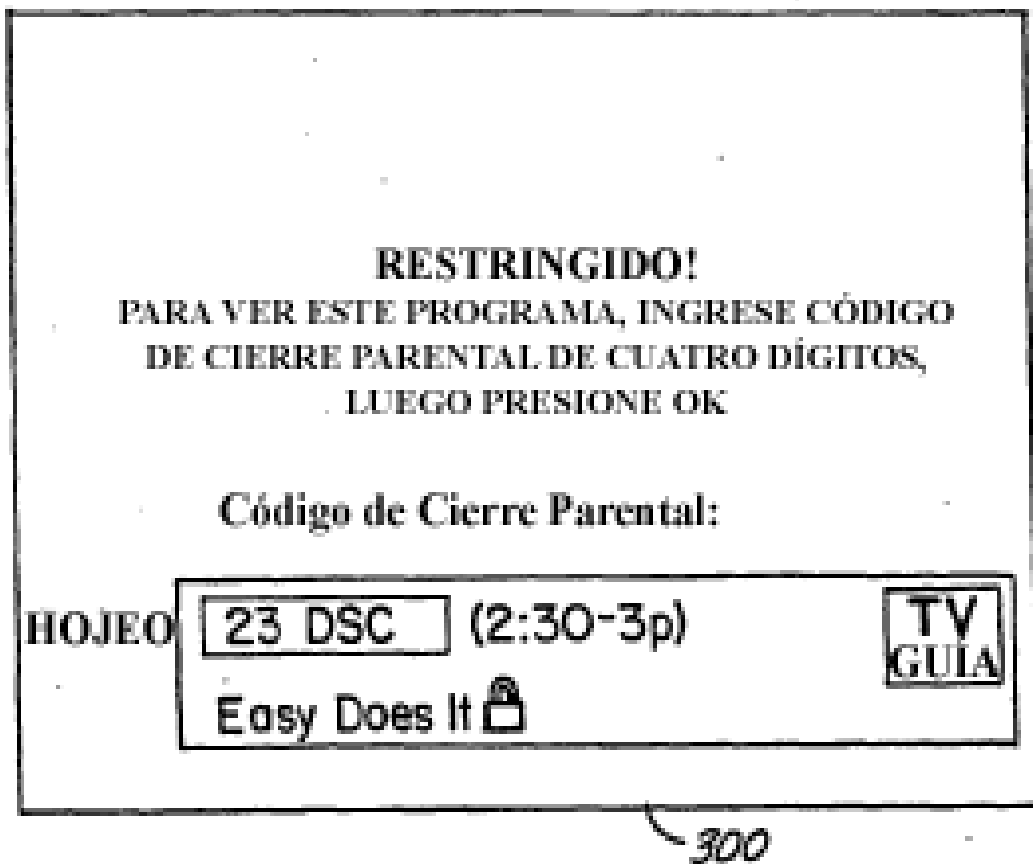 RESTRINGIDO!
PARA VER ESTE PROGRAMA, INGRESE CÓDIGO
DE CIERRE PARENTAL DE CUATRO DÍGITOS,
LUEGO PRESIONE OK
Código de Cierre Parental:
HOJEO 23 DSC (2:30-3p) TV
GUÍA
Easy Does It
300